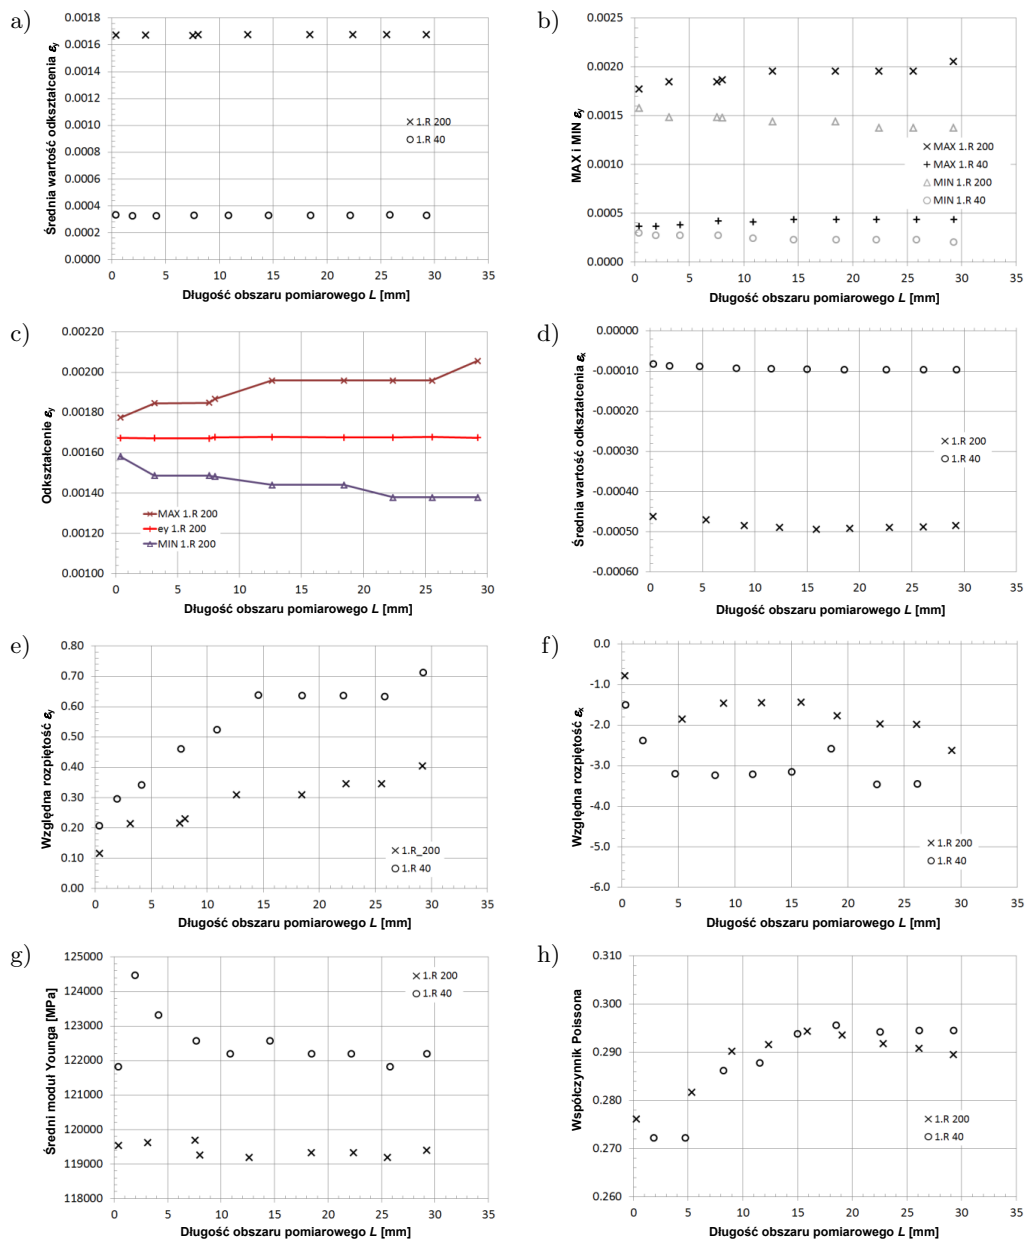 a)
0.0018
0.0016
0.0014
0.0012
0.0010
0.0008
0.0006
0.0004
0.0002
0.0000
Średnia wartość odkształcenia εy
1.R 200
1.R 40
0 5 10 15 20 25 30 35
Długość obszaru pomiarowego L [mm]
b)
0.0025
0.0020
0.0015
0.0010
0.0005
0.0000
MAX i MIN εy
MAX 1.R 200
MAX 1.R 40
MIN 1.R 200
MIN 1.R 40
0 5 10 15 20 25 30 35
Długość obszaru pomiarowego L [mm]
c)
0.00220
0.00200
0.00180
0.00160
0.00140
0.00120
0.00100
Odkształcenie εy
MAX 1.R 200
ey 1.R 200
MIN 1.R 200
0 5 10 15 20 25 30
Długość obszaru pomiarowego L [mm]
d)
0.00000
-0.00010
-0.00020
-0.00030
-0.00040
-0.00050
-0.00060
Średnia wartość odkształcenia εx
1.R 200
1.R 40
0 5 10 15 20 25 30 35
Długość obszaru pomiarowego L [mm]
e)
0.80
0.70
0.60
0.50
0.40
0.30
0.20
0.10
0.00
Względna rozpiętość εy
1.R_200
1.R 40
0 5 10 15 20 25 30 35
Długość obszaru pomiarowego L [mm]
f)
0.0
-1.0
-2.0
-3.0
-4.0
-5.0
-6.0
Względna rozpiętość εx
1.R 200
1.R 40
0 5 10 15 20 25 30 35
Długość obszaru pomiarowego L [mm]
g)
125000
124000
123000
122000
121000
120000
119000
118000
Średni moduł Younga [MPa]
1.R 200
1.R 40
0 5 10 15 20 25 30 35
Długość obszaru pomiarowego L [mm]
h)
0.310
0.300
0.290
0.280
0.270
0.260
Współczynnik Poissona
1.R 200
1.R 40
0 5 10 15 20 25 30 35
Długość obszaru pomiarowego L [mm]